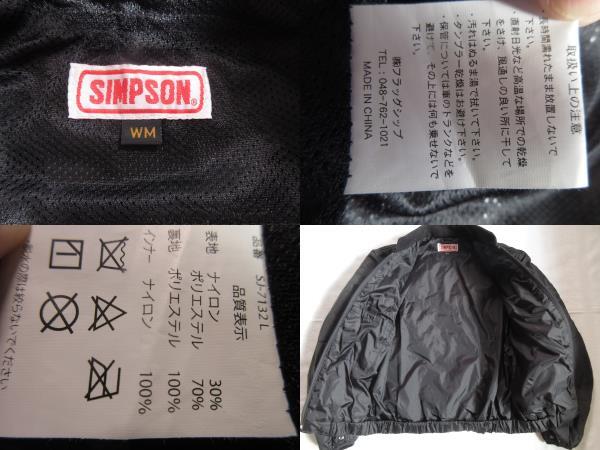 SIMPSON
WM
取扱い上の注意
・長時間濡れたまま放置しないで
下さい。
・直射日光など高温な場所での乾燥
をさけ、風通しの良い所に干して
下さい。
・汚れはぬるま湯で拭いて下さい。
・タンブラー乾燥はお避け下さい。
・保管については車のトランクなどを
避けて、その上には何も乗せないで
下さい。
㈱フラッグシップ
TEL:048-762-1021
MADE IN CHINA
品番 SJ-7132L
品質表示
表地 ナイロン 30%
ポリエステル 70%
裏地 ポリエステル 100%
インナー ナイロン 100%
SIMPSON